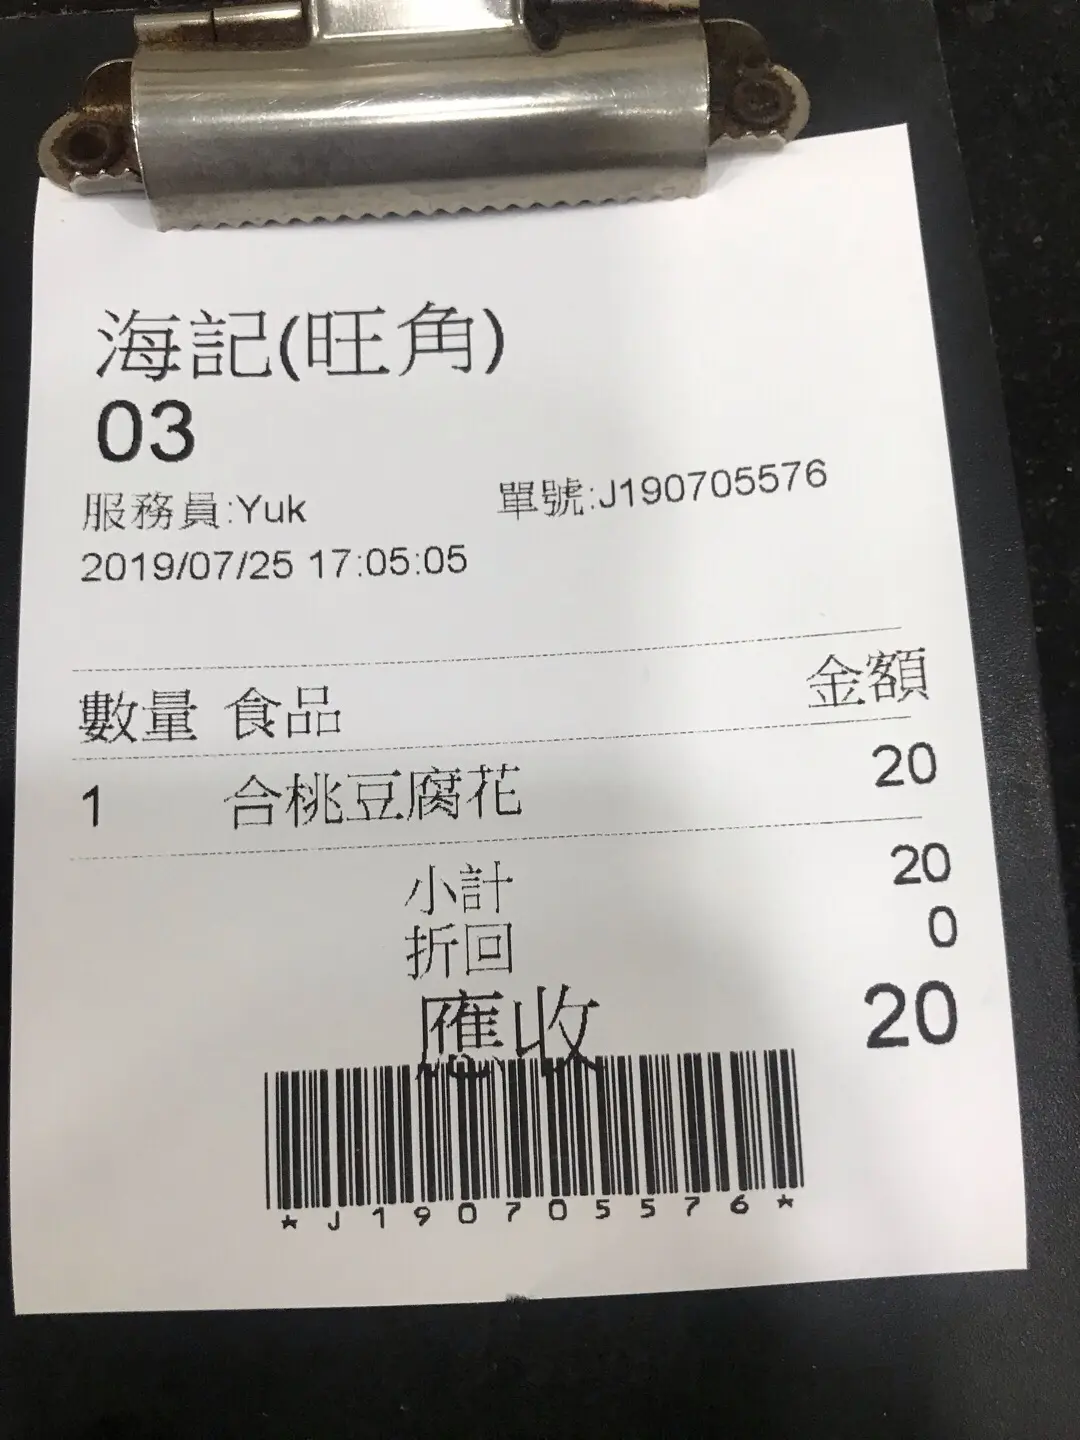 海記(旺角)
03
服務員:Yuk 單號:J190705576
2019/07/25 17:05:05
數量 食品 金額
1 合桃豆腐花 20
小計 20
折回 0
應收 20
*J190705576*